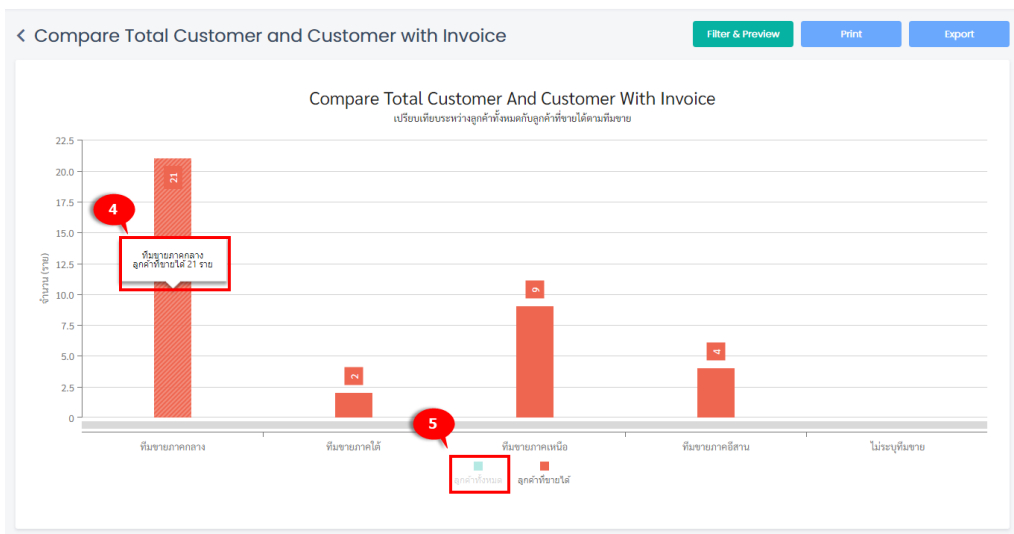 Compare Total Customer and Customer with Invoice
Filter & Preview
Print
Export
Compare Total Customer And Customer With Invoice
เปรียบเทียบระหว่างลูกค้าทั้งหมดกับลูกค้าที่ขายได้ตามทีมขาย
22.5
20.0
17.5
15.0
12.5
10.0
7.5
5.0
2.5
0
จำนวน (ราย)
21
4
ทีมขายภาคกลาง
ลูกค้าที่ขายได้ 21 ราย
2
9
4
5
ทีมขายภาคกลาง
ทีมขายภาคใต้
ทีมขายภาคเหนือ
ทีมขายภาคอีสาน
ไม่ระบุทีมขาย
ลูกค้าทั้งหมด
ลูกค้าที่ขายได้